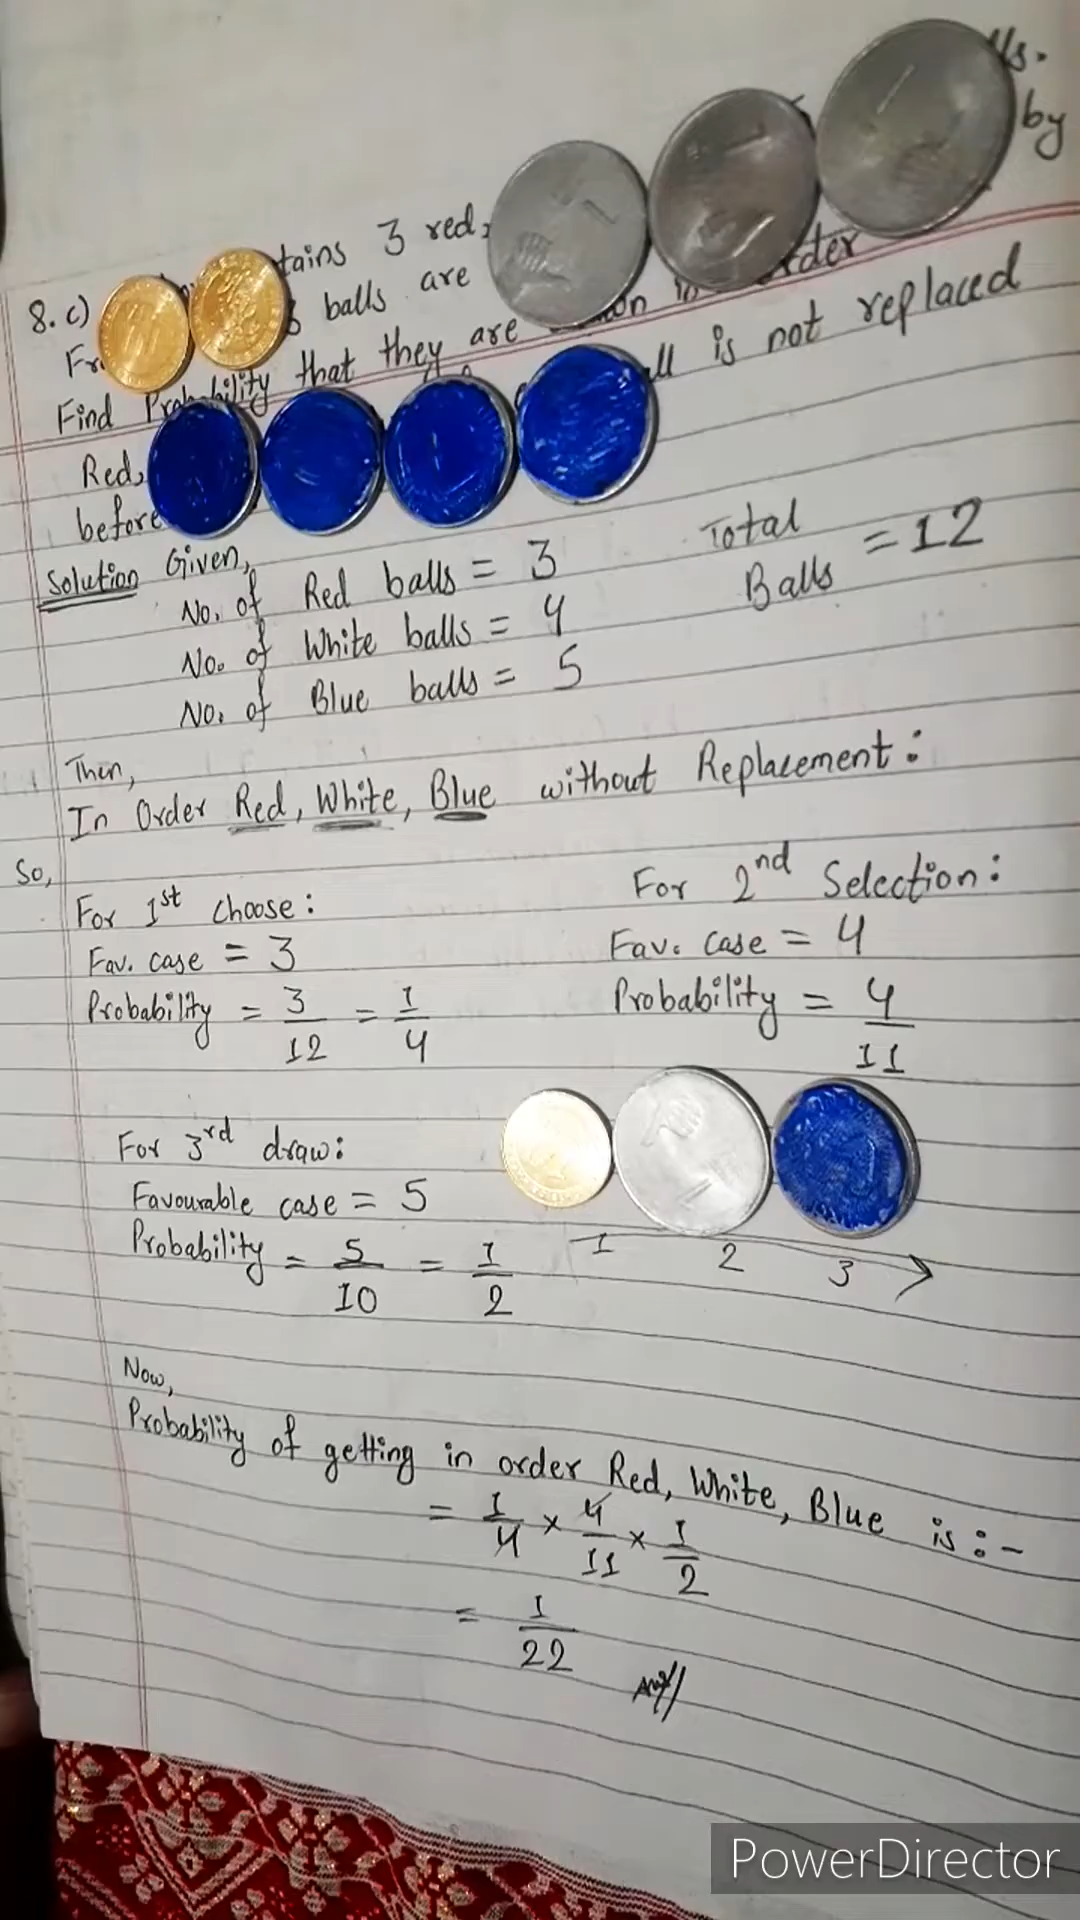 lls.
by
8. c) tains 3 red,
balls are
rder
Find Probability that they are
ll is not replaced
Red,
before
Solution Given,
No. of Red balls = 3
No. of White balls = 4
No. of Blue balls = 5
Total Balls = 12
Then,
In Order Red, White, Blue without Replacement:
So,
For 1st choose:
Fav. case = 3
Probability = 3/12 = 1/4
For 2nd Selection:
Fav. case = 4
Probability = 4/11
For 3rd draw:
Favourable case = 5
Probability = 5/10 = 1/2
1 2 3
Now,
Probability of getting in order Red, White, Blue is :-
= 1/4 × 4/11 × 1/2
= 1/22 Ans//
PowerDirector